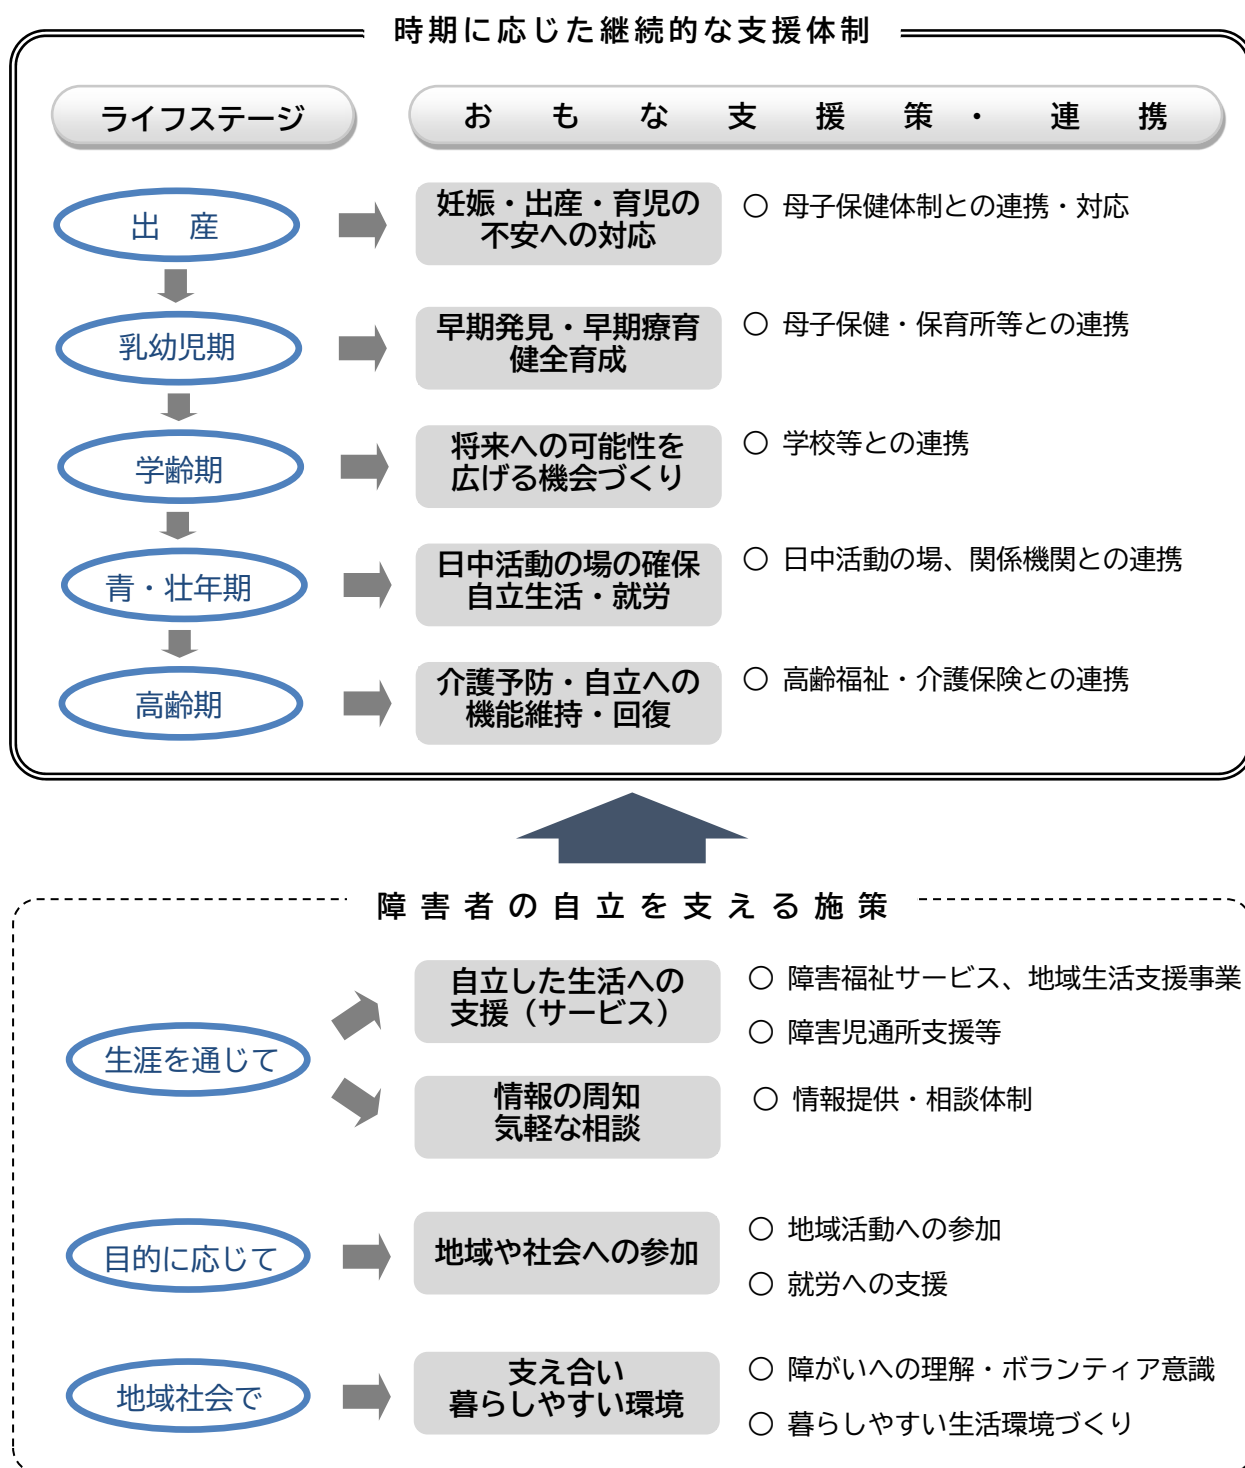 時期に応じた継続的な支援体制
ライフステージ
おもな支援策・連携
出　産
妊娠・出産・育児の
不安への対応
○ 母子保健体制との連携・対応
乳幼児期
早期発見・早期療育
健全育成
○ 母子保健・保育所等との連携
学齢期
将来への可能性を
広げる機会づくり
○ 学校等との連携
青・壮年期
日中活動の場の確保
自立生活・就労
○ 日中活動の場、関係機関との連携
高齢期
介護予防・自立への
機能維持・回復
○ 高齢福祉・介護保険との連携
障害者の自立を支える施策
生涯を通じて
自立した生活への
支援（サービス）
○ 障害福祉サービス、地域生活支援事業
○ 障害児通所支援等
情報の周知
気軽な相談
○ 情報提供・相談体制
目的に応じて
地域や社会への参加
○ 地域活動への参加
○ 就労への支援
地域社会で
支え合い
暮らしやすい環境
○ 障がいへの理解・ボランティア意識
○ 暮らしやすい生活環境づくり